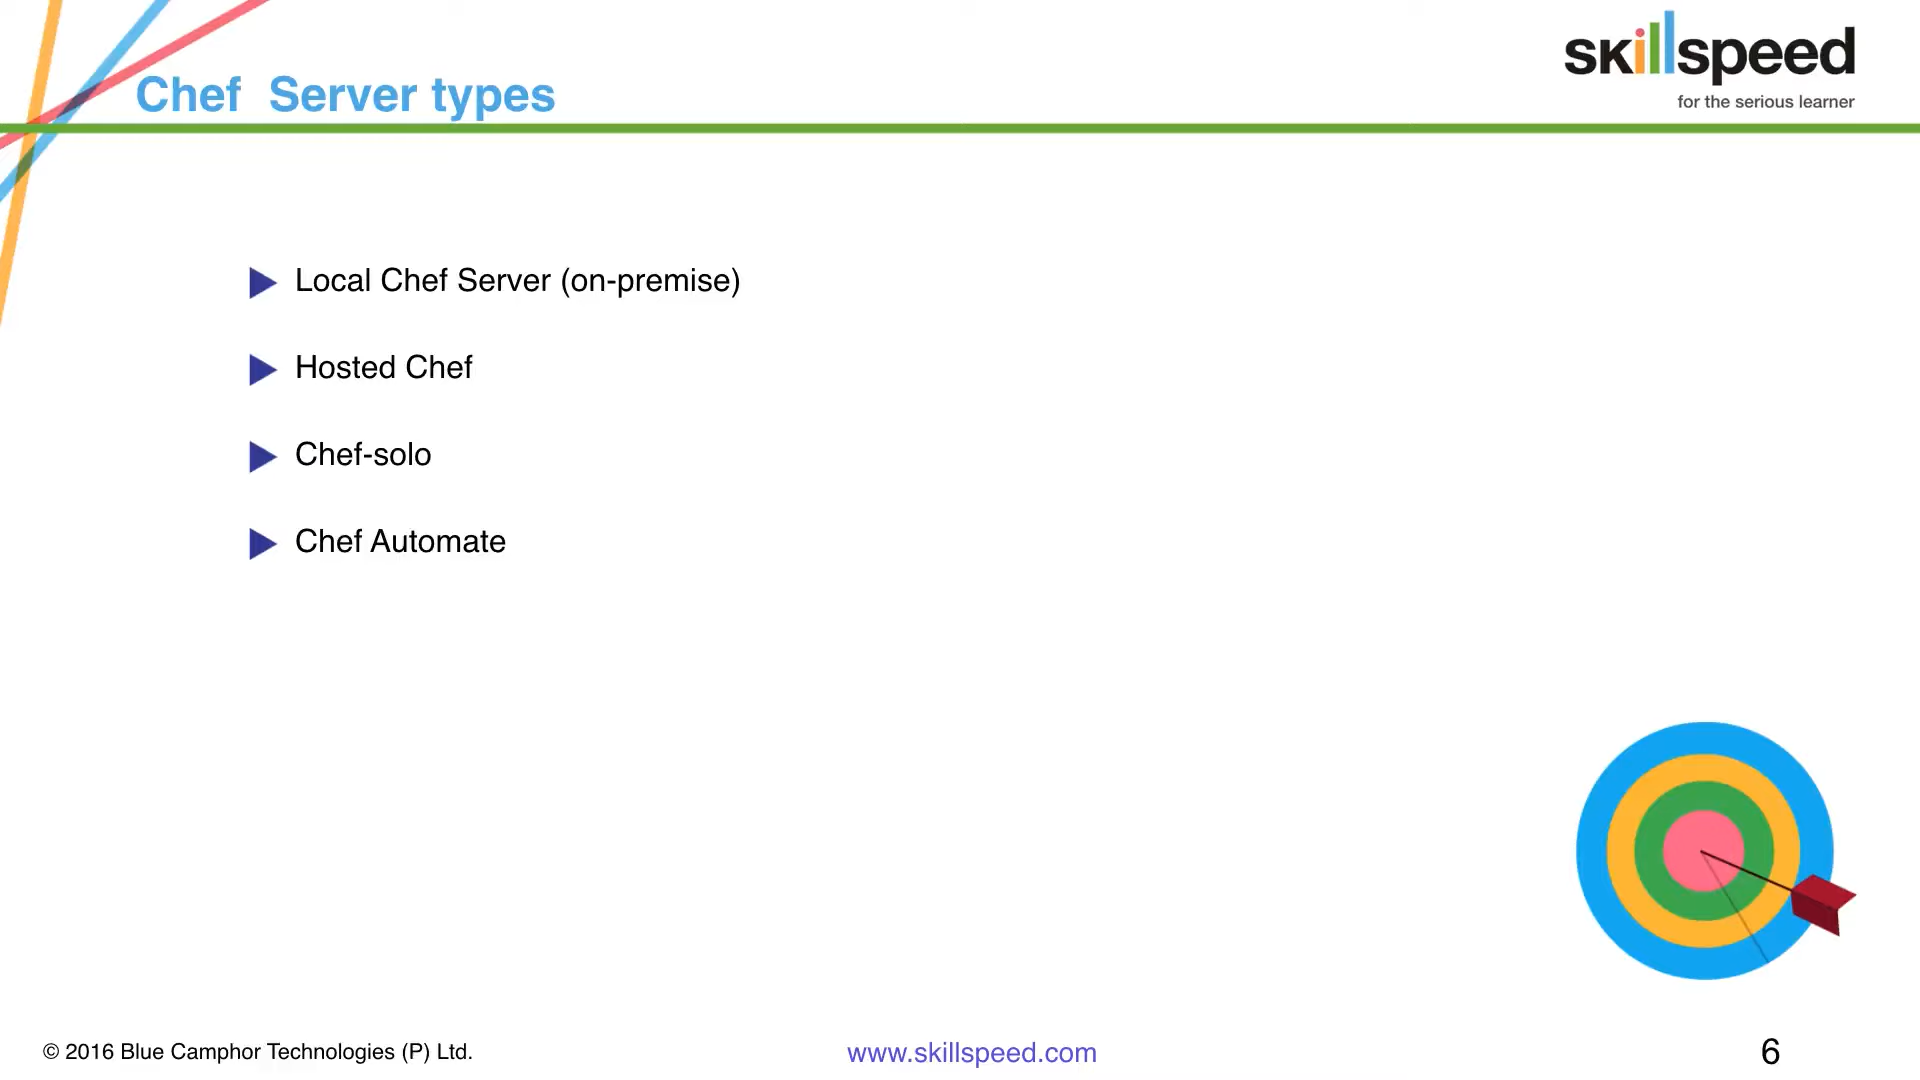 skillspeed
for the serious learner
Chef  Server types
Local Chef Server (on-premise)
Hosted Chef
Chef-solo
Chef Automate
© 2016 Blue Camphor Technologies (P) Ltd.
www.skillspeed.com
6